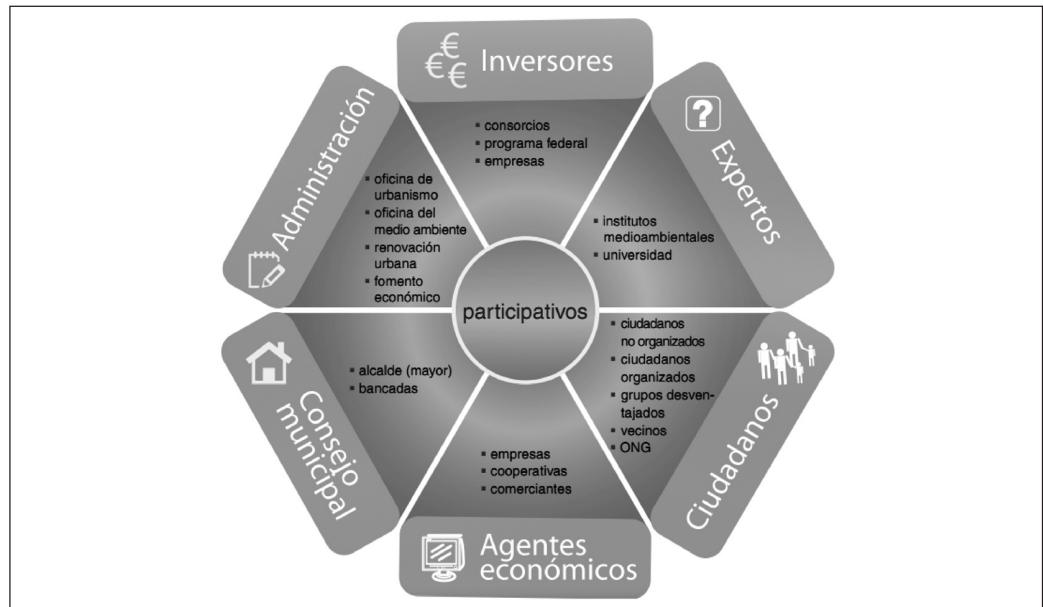 €
€
€
Inversores
▪ consorcios
▪ programa federal
▪ empresas
?
Expertos
▪ institutos
medioambientales
▪ universidad
Ciudadanos
▪ ciudadanos
no organizados
▪ ciudadanos
organizados
▪ grupos desven-
tajados
▪ vecinos
▪ ONG
Agentes
económicos
▪ empresas
▪ cooperativas
▪ comerciantes
Consejo
municipal
▪ alcalde (mayor)
▪ bancadas
Administración
▪ oficina de
urbanismo
▪ oficina del
medio ambiente
▪ renovación
urbana
▪ fomento
económico
participativos